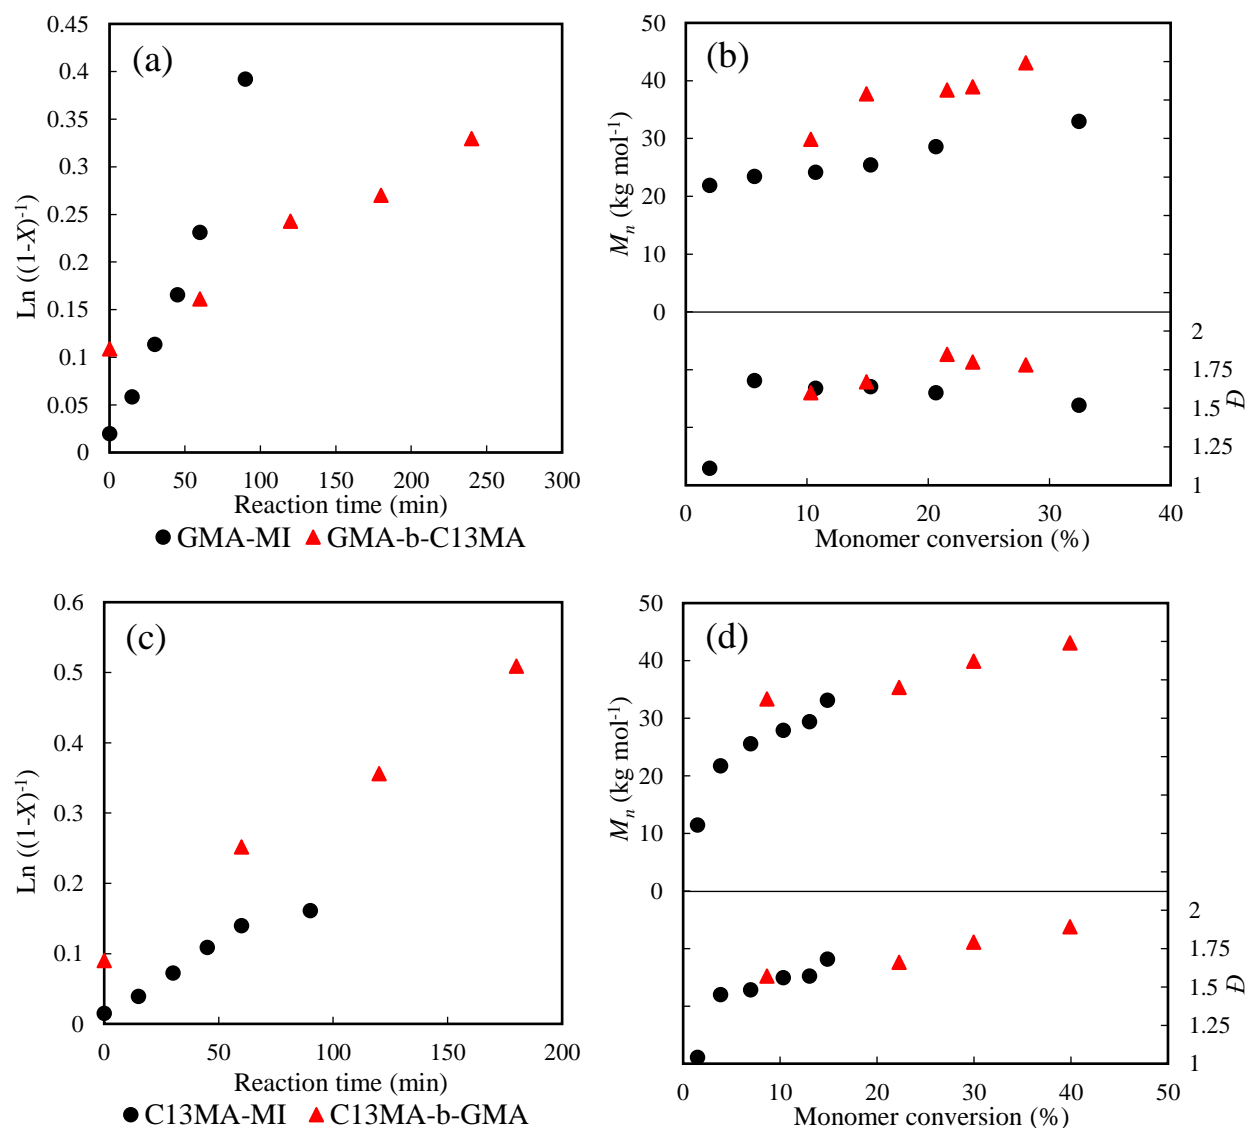 (a)
0.45
0.4
0.35
0.3
0.25
0.2
0.15
0.1
0.05
0
Ln ((1-X)-1)
0 50 100 150 200 250 300
Reaction time (min)
GMA-MI GMA-b-C13MA
(b)
50
40
30
20
10
0
Mn (kg mol-1)
2
1.75
1.5
1.25
1
Đ
0 10 20 30 40
Monomer conversion (%)
(c)
0.6
0.5
0.4
0.3
0.2
0.1
0
Ln ((1-X)-1)
0 50 100 150 200
Reaction time (min)
C13MA-MI C13MA-b-GMA
(d)
50
40
30
20
10
0
Mn (kg mol-1)
2
1.75
1.5
1.25
1
Đ
0 10 20 30 40 50
Monomer conversion (%)